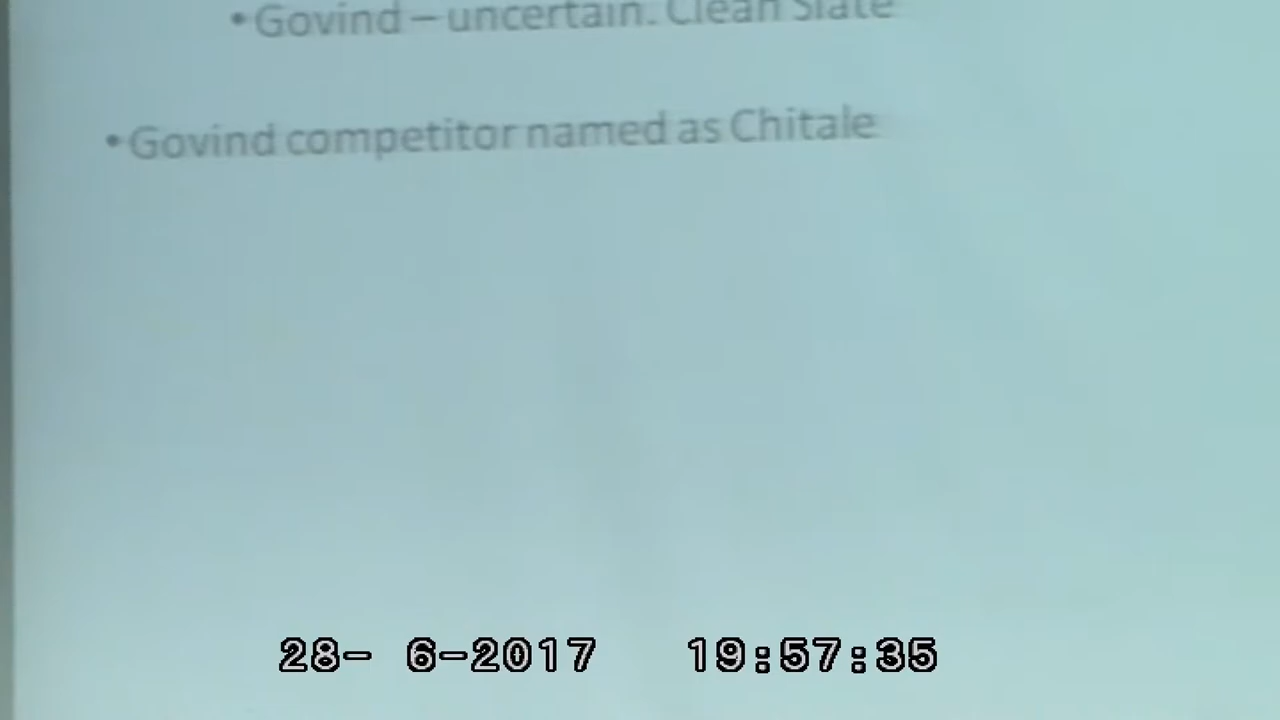 • Govind – uncertain. Clean Slate
• Govind competitor named as Chitale
28- 6-2017 19:57:35